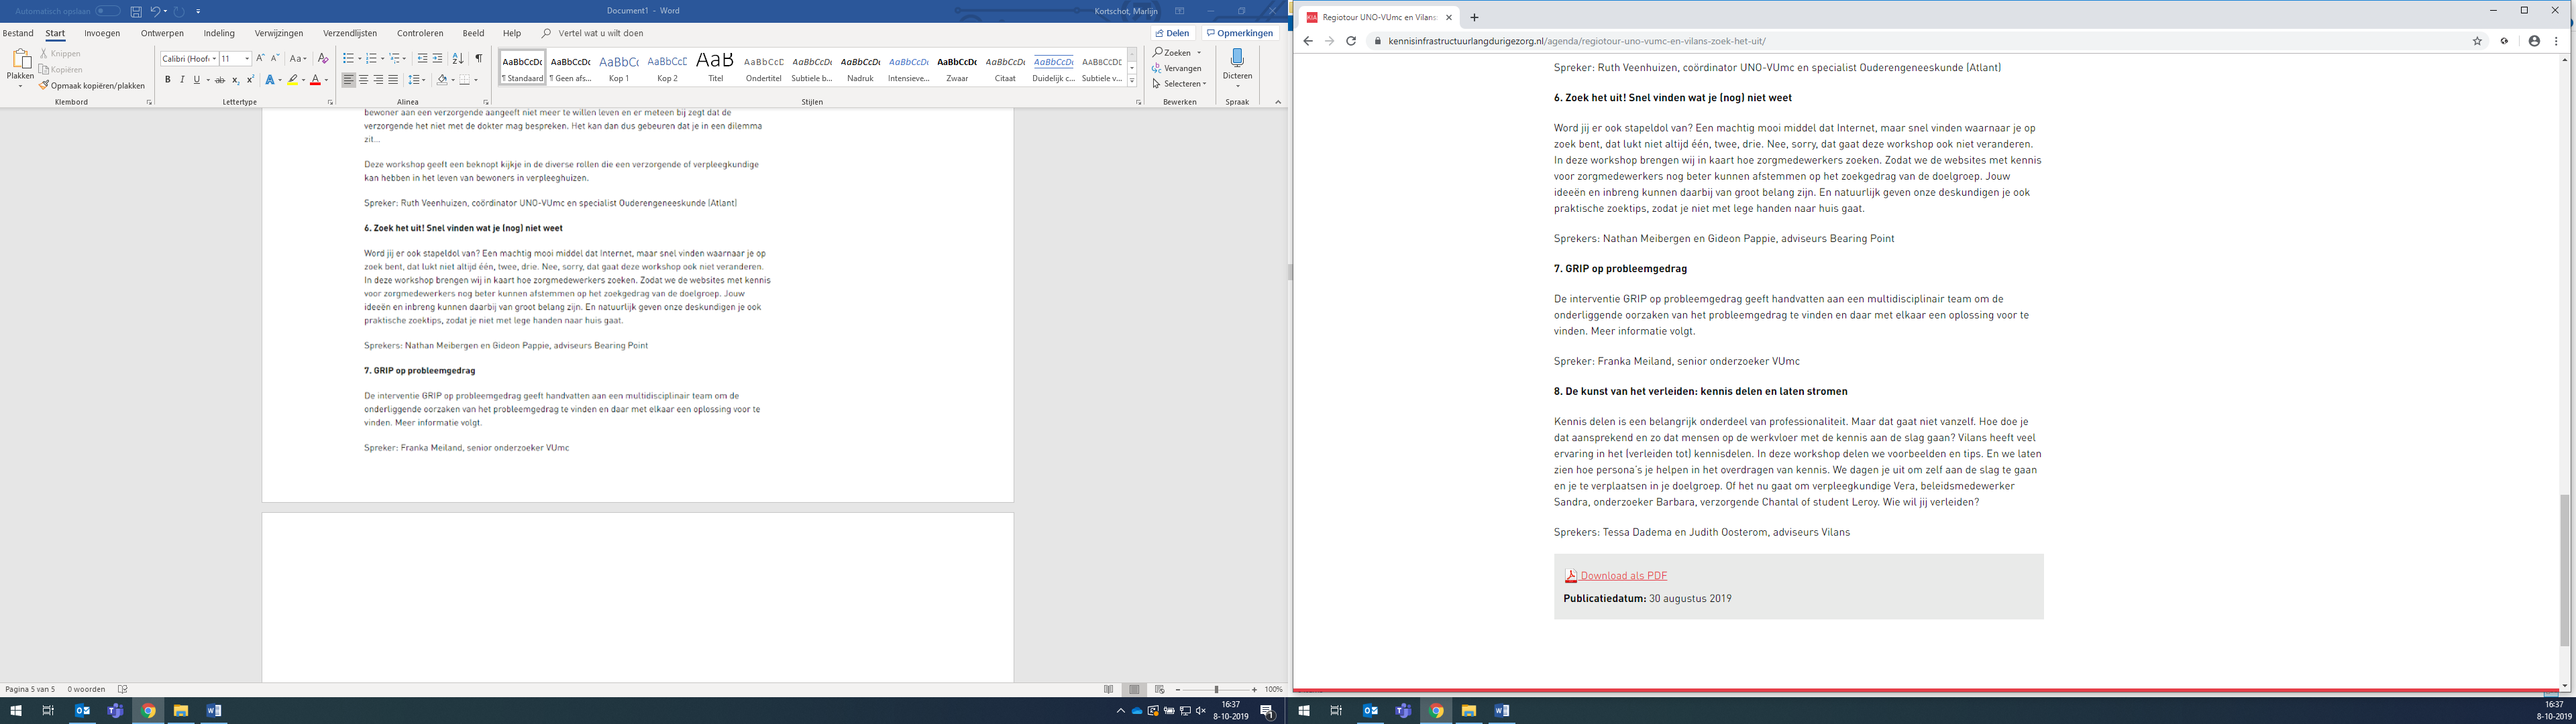 Automatisch opslaan
Document1 - Word
Kortschot, Marlijn
Bestand Start Invoegen Ontwerpen Indeling Verwijzingen Verzendlijsten Controleren Beeld Help Vertel wat u wilt doen
Delen Opmerkingen
Plakken
Knippen
Kopiëren
Opmaak kopiëren/plakken
Klembord
Calibri (Hoof 11
Lettertype
Alinea
AaBbCcDc AaBbCcDc AaBbCc AaBbCcD AaB AaBbCcD AaBbCcDc AaBbCcDc AaBbCcDc AaBbCcDc AaBbCcDc AaBbCcDc AABBCCDC
¶ Standaard ¶ Geen afs... Kop 1 Kop 2 Titel Ondertitel Subtiele b... Nadruk Intensieve... Zwaar Citaat Duidelijk c... Subtiele v...
Stijlen
Zoeken
Vervangen
Selecteren
Bewerken
Dicteren
Spraak
bewoner aan een verzorgende aangeeft niet meer te willen leven en er meteen bij zegt dat de
verzorgende het niet met de dokter mag bespreken. Het kan dan dus gebeuren dat je in een dilemma
zit...
Deze workshop geeft een beknopt kijkje in de diverse rollen die een verzorgende of verpleegkundige
kan hebben in het leven van bewoners in verpleeghuizen.
Spreker: Ruth Veenhuizen, coördinator UNO-VUmc en specialist Ouderengeneeskunde (Atlant)
6. Zoek het uit! Snel vinden wat je (nog) niet weet
Word jij er ook stapeldol van? Een machtig mooi middel dat Internet, maar snel vinden waarnaar je op
zoek bent, dat lukt niet altijd één, twee, drie. Nee, sorry, dat gaat deze workshop ook niet veranderen.
In deze workshop brengen wij in kaart hoe zorgmedewerkers zoeken. Zodat we de websites met kennis
voor zorgmedewerkers nog beter kunnen afstemmen op het zoekgedrag van de doelgroep. Jouw
ideeën en inbreng kunnen daarbij van groot belang zijn. En natuurlijk geven onze deskundigen je ook
praktische zoektips, zodat je niet met lege handen naar huis gaat.
Sprekers: Nathan Meibergen en Gideon Pappie, adviseurs Bearing Point
7. GRIP op probleemgedrag
De interventie GRIP op probleemgedrag geeft handvatten aan een multidisciplinair team om de
onderliggende oorzaken van het probleemgedrag te vinden en daar met elkaar een oplossing voor te
vinden. Meer informatie volgt.
Spreker: Franka Meiland, senior onderzoeker VUmc
Pagina 5 van 5 0 woorden
100%
16:37
8-10-2019
Regiotour UNO-VUmc en Vilans:
kennisinfrastructuurlangdurigezorg.nl/agenda/regiotour-uno-vumc-en-vilans-zoek-het-uit/
Spreker: Ruth Veenhuizen, coördinator UNO-VUmc en specialist Ouderengeneeskunde (Atlant)
6. Zoek het uit! Snel vinden wat je (nog) niet weet
Word jij er ook stapeldol van? Een machtig mooi middel dat Internet, maar snel vinden waarnaar je op
zoek bent, dat lukt niet altijd één, twee, drie. Nee, sorry, dat gaat deze workshop ook niet veranderen.
In deze workshop brengen wij in kaart hoe zorgmedewerkers zoeken. Zodat we de websites met kennis
voor zorgmedewerkers nog beter kunnen afstemmen op het zoekgedrag van de doelgroep. Jouw
ideeën en inbreng kunnen daarbij van groot belang zijn. En natuurlijk geven onze deskundigen je ook
praktische zoektips, zodat je niet met lege handen naar huis gaat.
Sprekers: Nathan Meibergen en Gideon Pappie, adviseurs Bearing Point
7. GRIP op probleemgedrag
De interventie GRIP op probleemgedrag geeft handvatten aan een multidisciplinair team om de
onderliggende oorzaken van het probleemgedrag te vinden en daar met elkaar een oplossing voor te
vinden. Meer informatie volgt.
Spreker: Franka Meiland, senior onderzoeker VUmc
8. De kunst van het verleiden: kennis delen en laten stromen
Kennis delen is een belangrijk onderdeel van professionaliteit. Maar dat gaat niet vanzelf. Hoe doe je
dat aansprekend en zo dat mensen op de werkvloer met de kennis aan de slag gaan? Vilans heeft veel
ervaring in het (verleiden tot) kennisdelen. In deze workshop delen we voorbeelden en tips. En we laten
zien hoe persona's je helpen in het overdragen van kennis. We dagen je uit om zelf aan de slag te gaan
en je te verplaatsen in je doelgroep. Of het nu gaat om verpleegkundige Vera, beleidsmedewerker
Sandra, onderzoeker Barbara, verzorgende Chantal of student Leroy. Wie wil jij verleiden?
Sprekers: Tessa Dadema en Judith Oosterom, adviseurs Vilans
Download als PDF
Publicatiedatum: 30 augustus 2019
16:37
8-10-2019